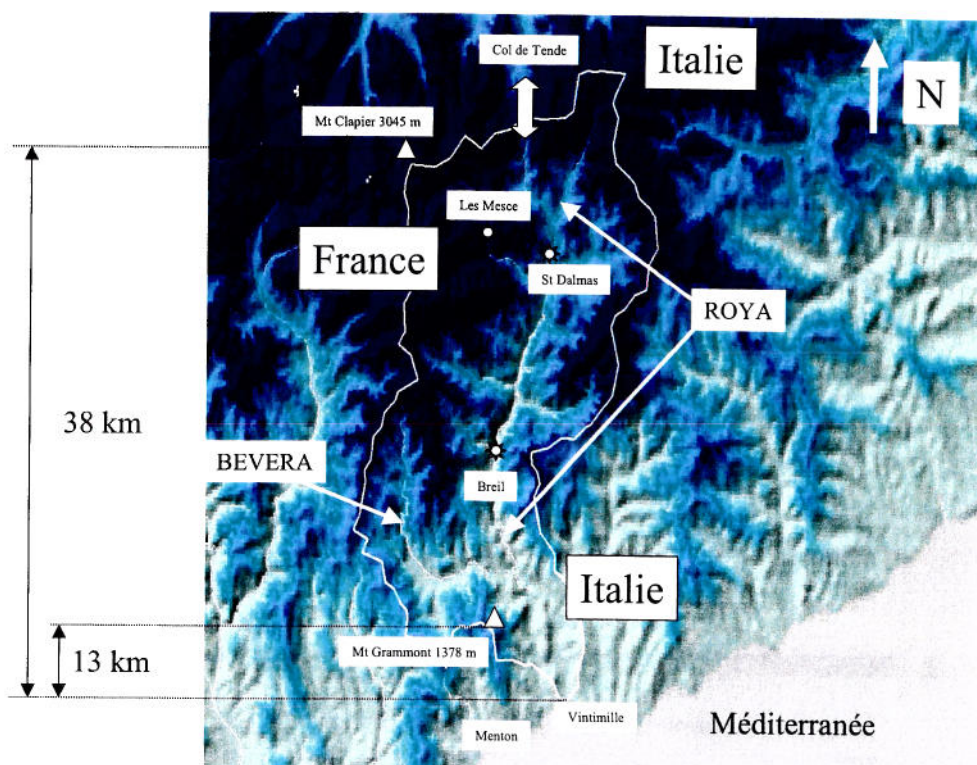 Col de Tende
Italie
N
Mt Clapier 3045 m
Les Mesce
France
St Dalmas
ROYA
38 km
BEVERA
Breil
Italie
Mt Grammont 1378 m
13 km
Vintimille
Menton
Méditerranée